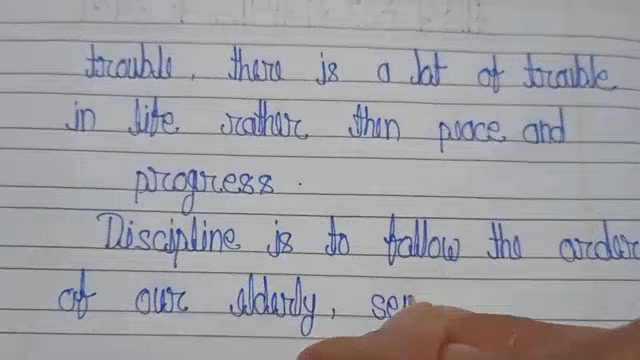 trouble, there is a lot of trouble
in life rather then peace and
progress.
Discipline is to follow the order
of our elderly,